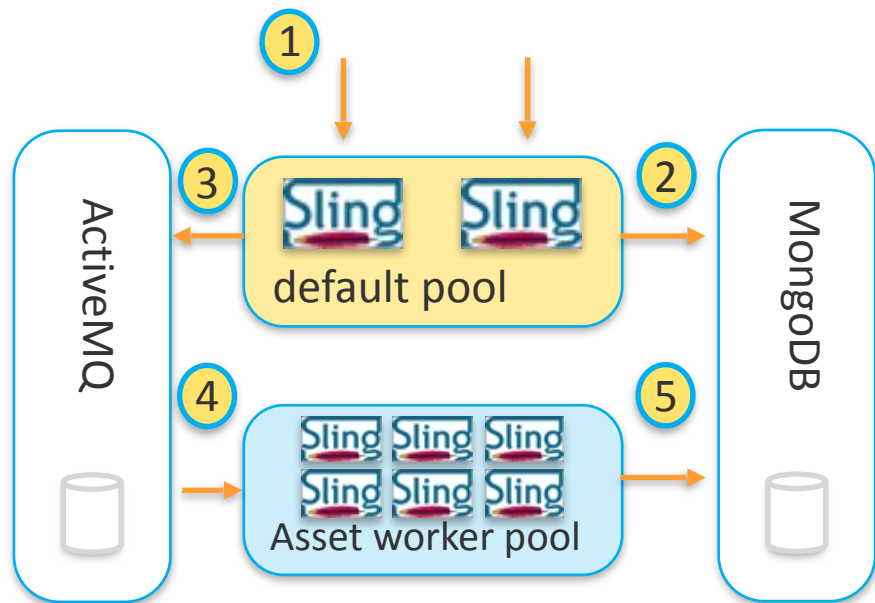 1
3
2
Sling
Sling
default pool
ActiveMQ
MongoDB
4
5
Sling
Sling
Sling
Sling
Sling
Sling
Asset worker pool